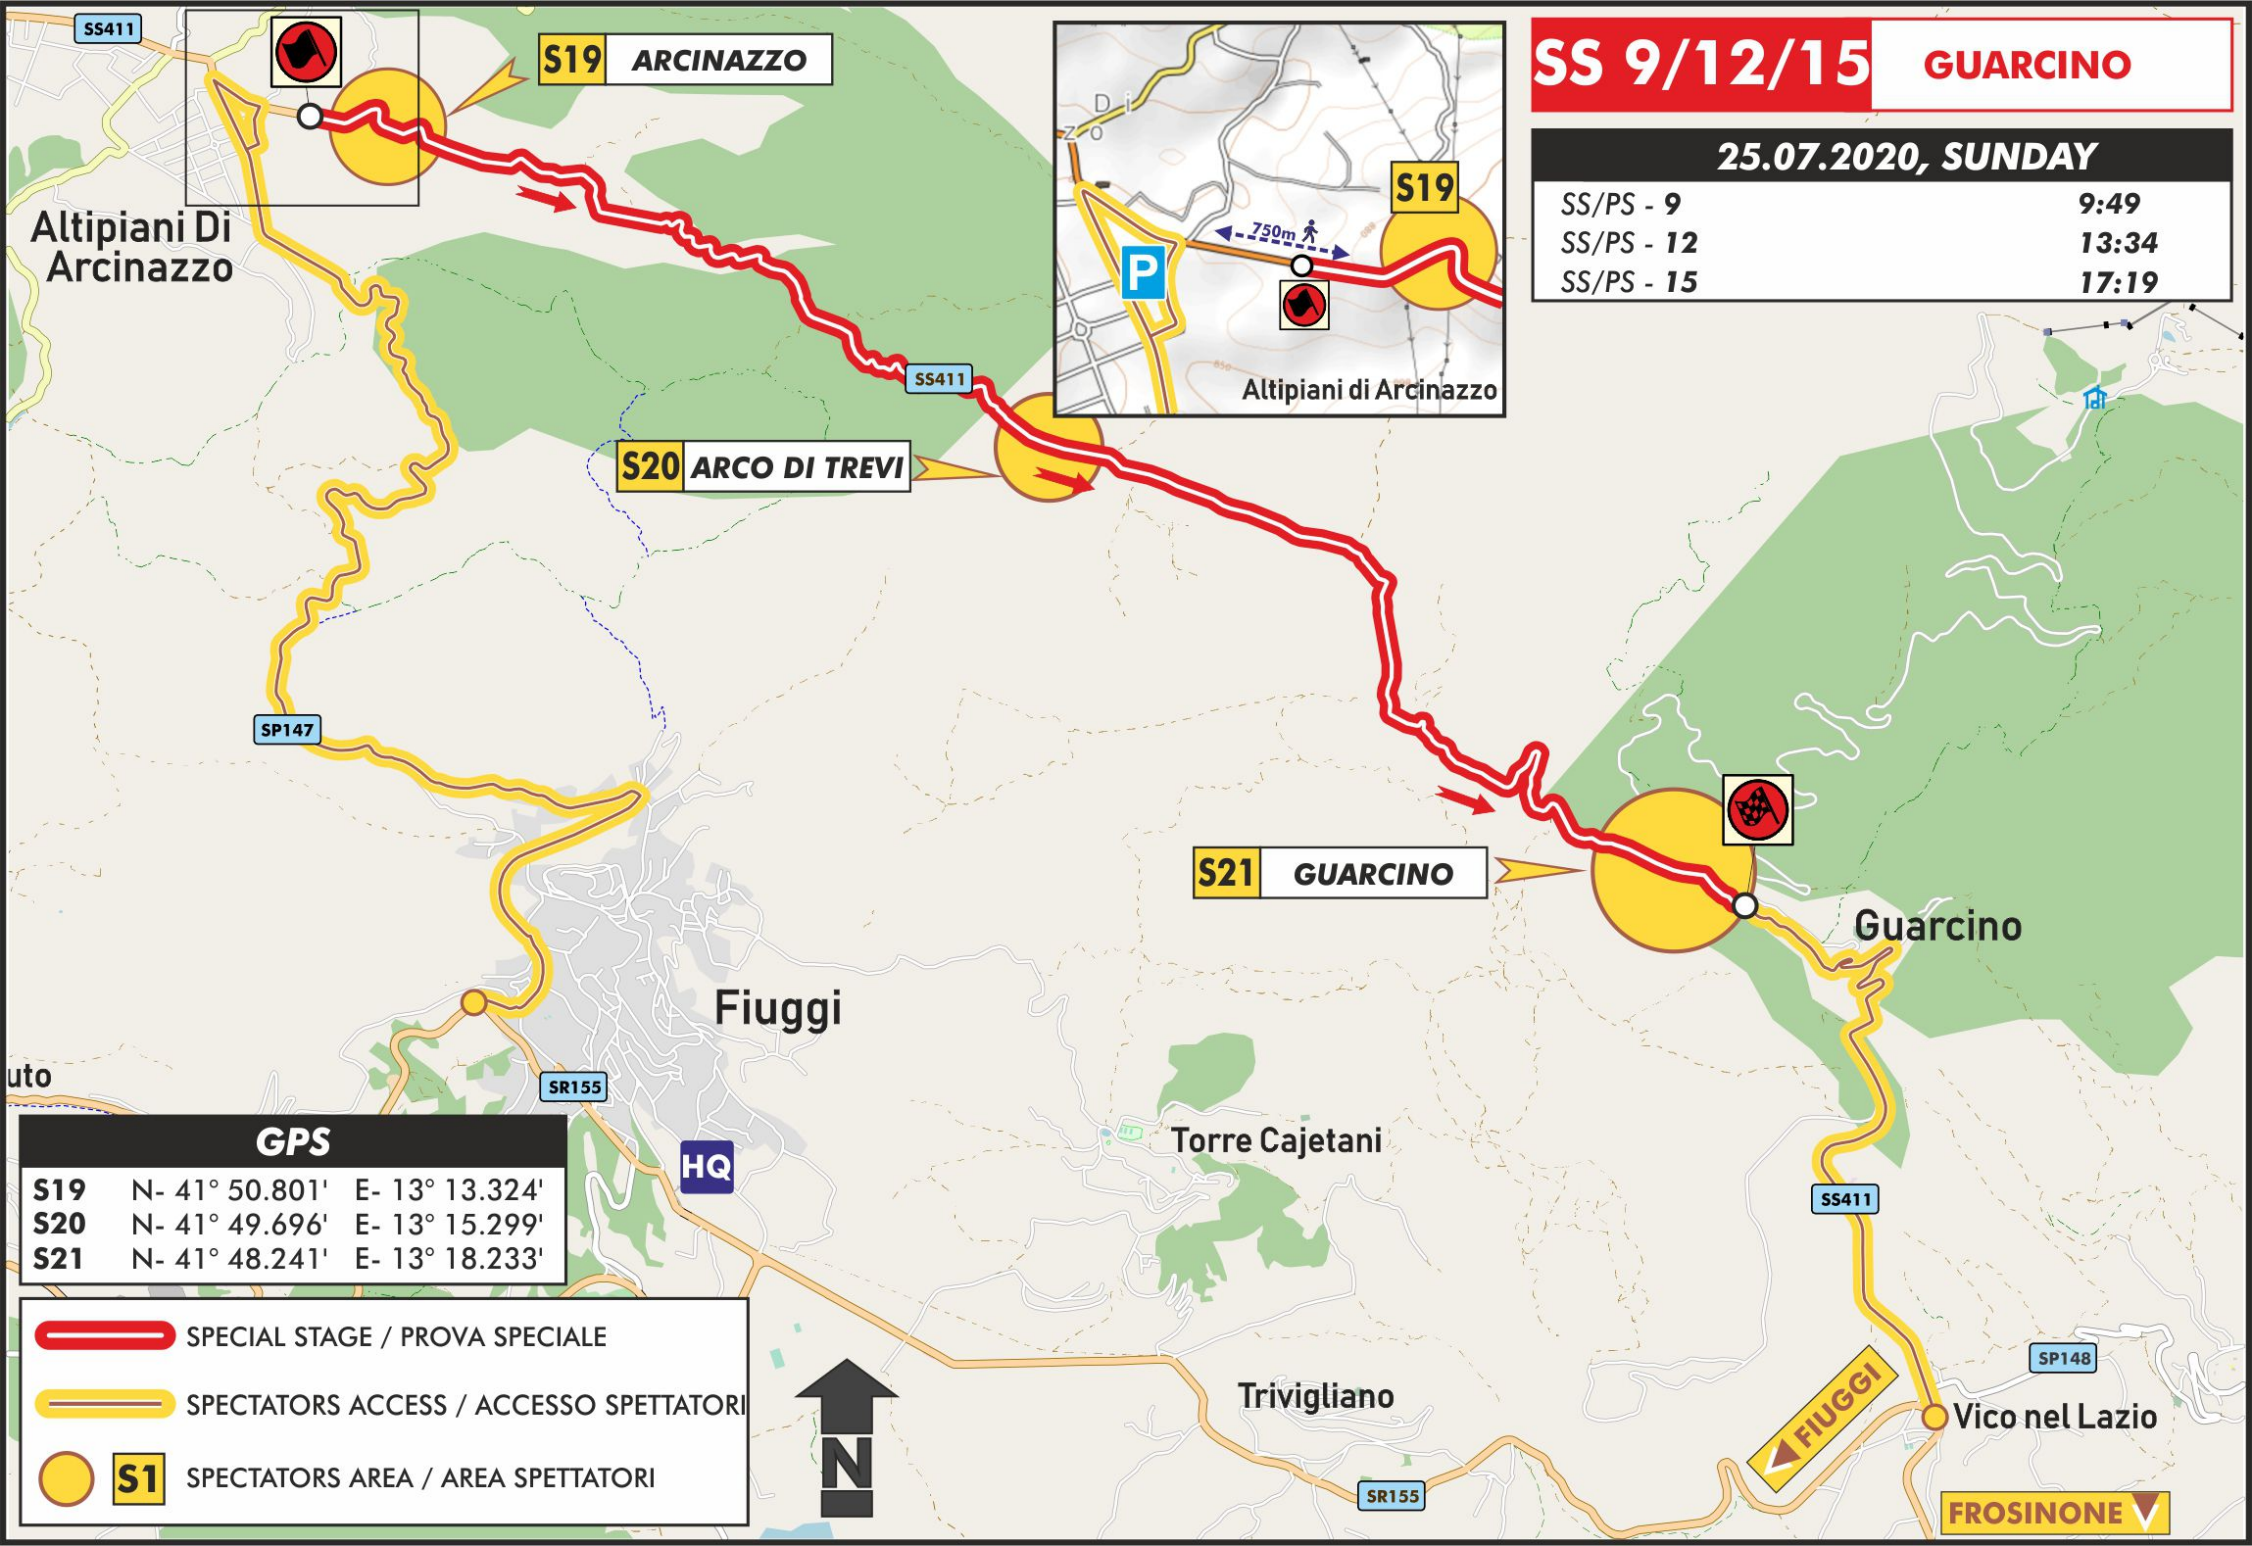 SS411
S19 ARCINAZZO
SS 9/12/15 GUARCINO
25.07.2020, SUNDAY
SS/PS - 9 9:49
SS/PS - 12 13:34
SS/PS - 15 17:19
Di
zo
S19
750m
P
Altipiani di Arcinazzo
Altipiani Di
Arcinazzo
SS411
S20 ARCO DI TREVI
SP147
S21 GUARCINO
Guarcino
Fiuggi
uto
SR155
HQ
Torre Cajetani
GPS
S19 N- 41° 50.801' E- 13° 13.324'
S20 N- 41° 49.696' E- 13° 15.299'
S21 N- 41° 48.241' E- 13° 18.233'
SS411
SPECIAL STAGE / PROVA SPECIALE
SPECTATORS ACCESS / ACCESSO SPETTATORI
S1 SPECTATORS AREA / AREA SPETTATORI
N
Trivigliano
SR155
SP148
Vico nel Lazio
FIUGGI
FROSINONE